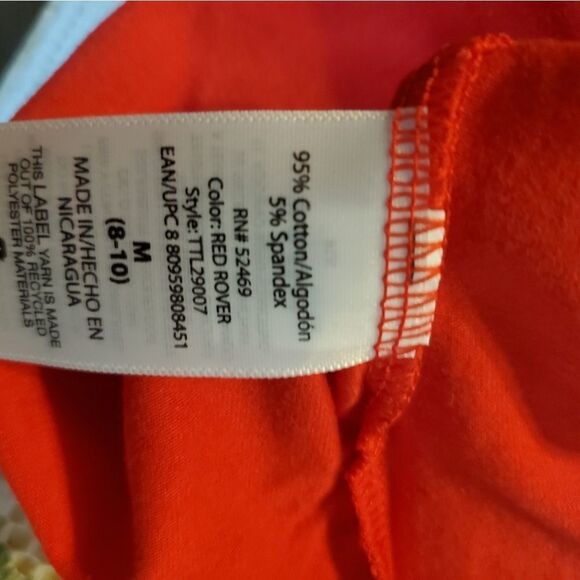 95% Cotton/Algodón
5% Spandex
RN# 52469
Color: RED ROVER
Style: TTL29007
EAN/UPC 8 80959808451
M
(8-10)
MADE IN/HECHO EN
NICARAGUA
THIS LABEL YARN IS MADE
OUT OF 100% RECYCLED
POLYESTER MATERIALS